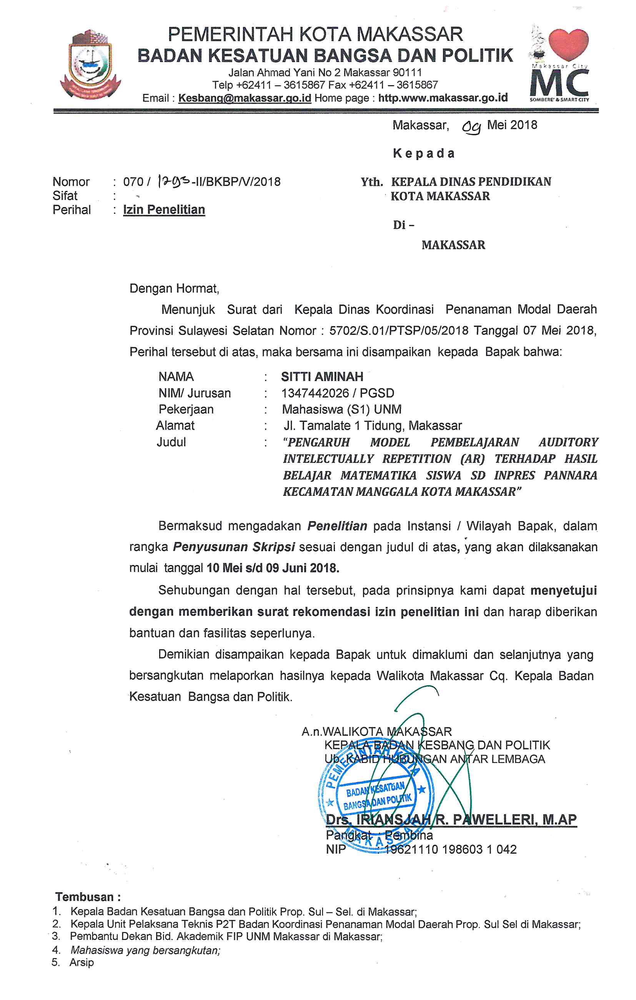 PEMERINTAH KOTA MAKASSAR
BADAN KESATUAN BANGSA DAN POLITIK
Jalan Ahmad Yani No 2 Makassar 90111
Telp +62411 – 3615867 Fax +62411 – 3615867
Email : Kesbang@makassar.go.id Home page : http.www.makassar.go.id
Makassar City
MC
SOMBERE' & SMART CITY
Makassar, 09 Mei 2018
Kepada
Nomor : 070 / 1293-II/BKBP/V/2018
Yth. KEPALA DINAS PENDIDIKAN
Sifat : -
KOTA MAKASSAR
Perihal : Izin Penelitian
Di –
MAKASSAR
Dengan Hormat,
Menunjuk Surat dari Kepala Dinas Koordinasi Penanaman Modal Daerah
Provinsi Sulawesi Selatan Nomor : 5702/S.01/PTSP/05/2018 Tanggal 07 Mei 2018,
Perihal tersebut di atas, maka bersama ini disampaikan kepada Bapak bahwa:
NAMA : SITTI AMINAH
NIM/ Jurusan : 1347442026 / PGSD
Pekerjaan : Mahasiswa (S1) UNM
Alamat : Jl. Tamalate 1 Tidung, Makassar
Judul : “PENGARUH MODEL PEMBELAJARAN AUDITORY
INTELECTUALLY REPETITION (AR) TERHADAP HASIL
BELAJAR MATEMATIKA SISWA SD INPRES PANNARA
KECAMATAN MANGGALA KOTA MAKASSAR”
Bermaksud mengadakan Penelitian pada Instansi / Wilayah Bapak, dalam
rangka Penyusunan Skripsi sesuai dengan judul di atas, yang akan dilaksanakan
mulai tanggal 10 Mei s/d 09 Juni 2018.
Sehubungan dengan hal tersebut, pada prinsipnya kami dapat menyetujui
dengan memberikan surat rekomendasi izin penelitian ini dan harap diberikan
bantuan dan fasilitas seperlunya.
Demikian disampaikan kepada Bapak untuk dimaklumi dan selanjutnya yang
bersangkutan melaporkan hasilnya kepada Walikota Makassar Cq. Kepala Badan
Kesatuan Bangsa dan Politik.
A.n.WALIKOTA MAKASSAR
KEPALA BADAN KESBANG DAN POLITIK
Ub. KABID HUBUNGAN ANTAR LEMBAGA
PEMERINTAH KOTA
BADAN KESATUAN
BANGSA DAN POLITIK
MAKASSAR
Drs. IRIANSJAH R. PAWELLERI, M.AP
Pangkat : Pembina
NIP : 19621110 198603 1 042
Tembusan :
1. Kepala Badan Kesatuan Bangsa dan Politik Prop. Sul – Sel. di Makassar;
2. Kepala Unit Pelaksana Teknis P2T Badan Koordinasi Penanaman Modal Daerah Prop. Sul Sel di Makassar;
3. Pembantu Dekan Bid. Akademik FIP UNM Makassar di Makassar;
4. Mahasiswa yang bersangkutan;
5. Arsip